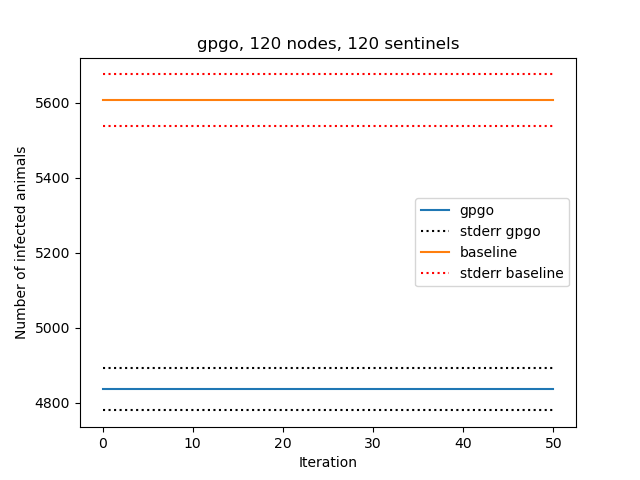 gpgo, 120 nodes, 120 sentinels
Number of infected animals
5600
5400
5200
5000
4800
gpgo
stderr gpgo
baseline
stderr baseline
0 10 20 30 40 50
Iteration